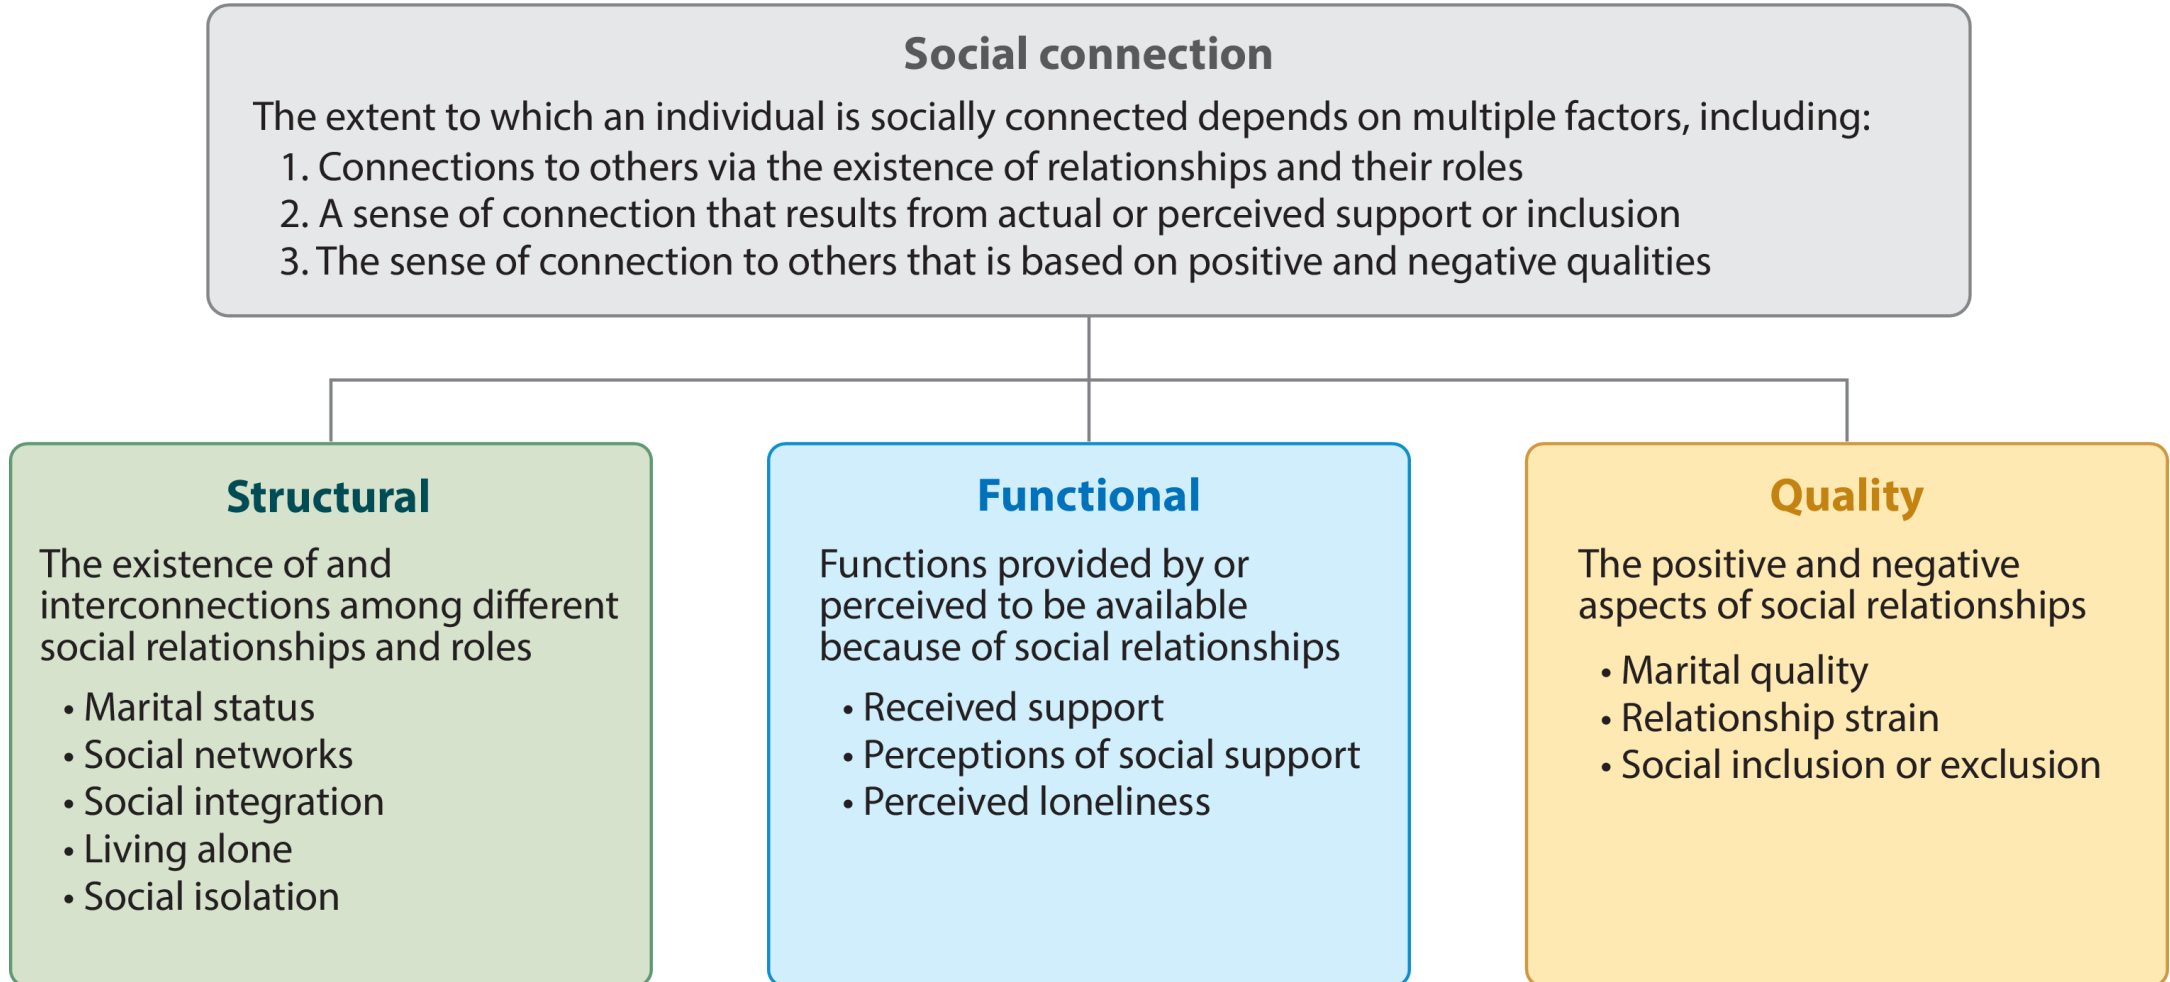 Social connection
The extent to which an individual is socially connected depends on multiple factors, including:
1. Connections to others via the existence of relationships and their roles
2. A sense of connection that results from actual or perceived support or inclusion
3. The sense of connection to others that is based on positive and negative qualities
Structural
The existence of and
interconnections among different
social relationships and roles
• Marital status
• Social networks
• Social integration
• Living alone
• Social isolation
Functional
Functions provided by or
perceived to be available
because of social relationships
• Received support
• Perceptions of social support
• Perceived loneliness
Quality
The positive and negative
aspects of social relationships
• Marital quality
• Relationship strain
• Social inclusion or exclusion